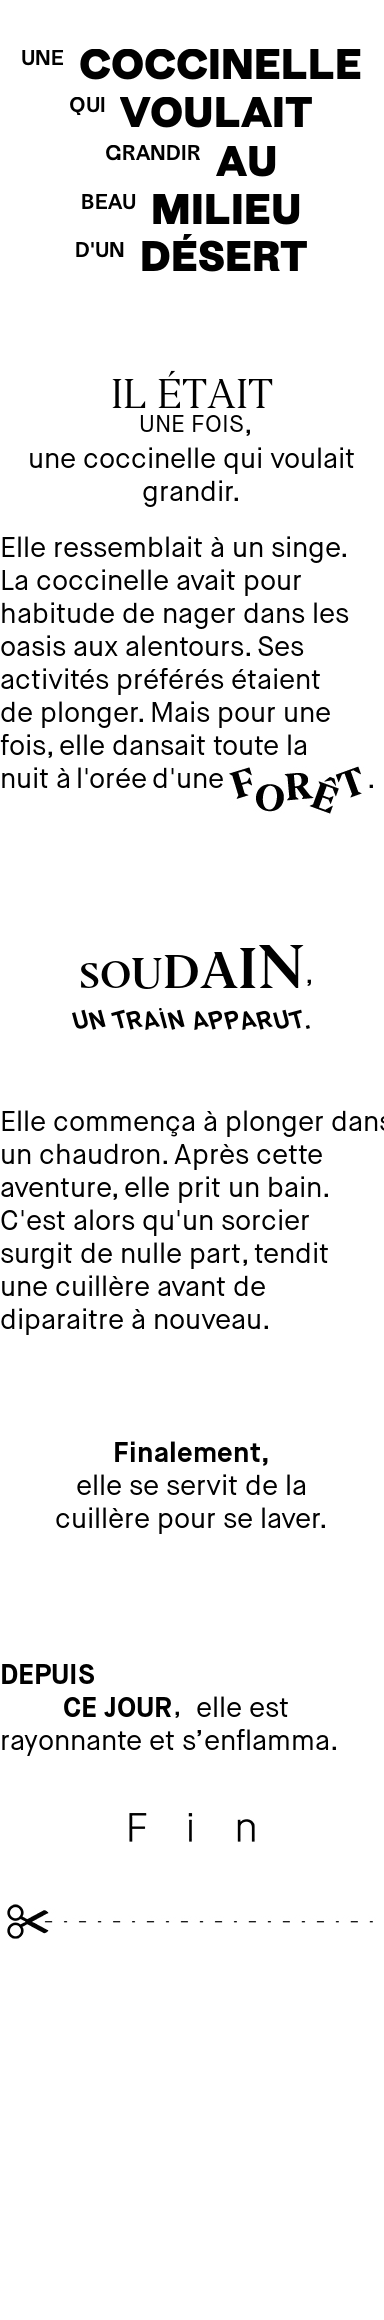 UNE COCCINELLE
QUI VOULAIT
GRANDIR AU
BEAU MILIEU
D'UN DÉSERT
IL ÉTAIT
UNE FOIS,
une coccinelle qui voulait
grandir.
Elle ressemblait à un singe.
La coccinelle avait pour
habitude de nager dans les
oasis aux alentours. Ses
activités préférés étaient
de plonger. Mais pour une
fois, elle dansait toute la
nuit à l'orée d'une FORÊT.
SOUDAIN,
UN TRAIN APPARUT.
Elle commença à plonger dans
un chaudron. Après cette
aventure, elle prit un bain.
C'est alors qu'un sorcier
surgit de nulle part, tendit
une cuillère avant de
diparaitre à nouveau.
Finalement,
elle se servit de la
cuillère pour se laver.
DEPUIS
CE JOUR, elle est
rayonnante et s’enflamma.
Fin